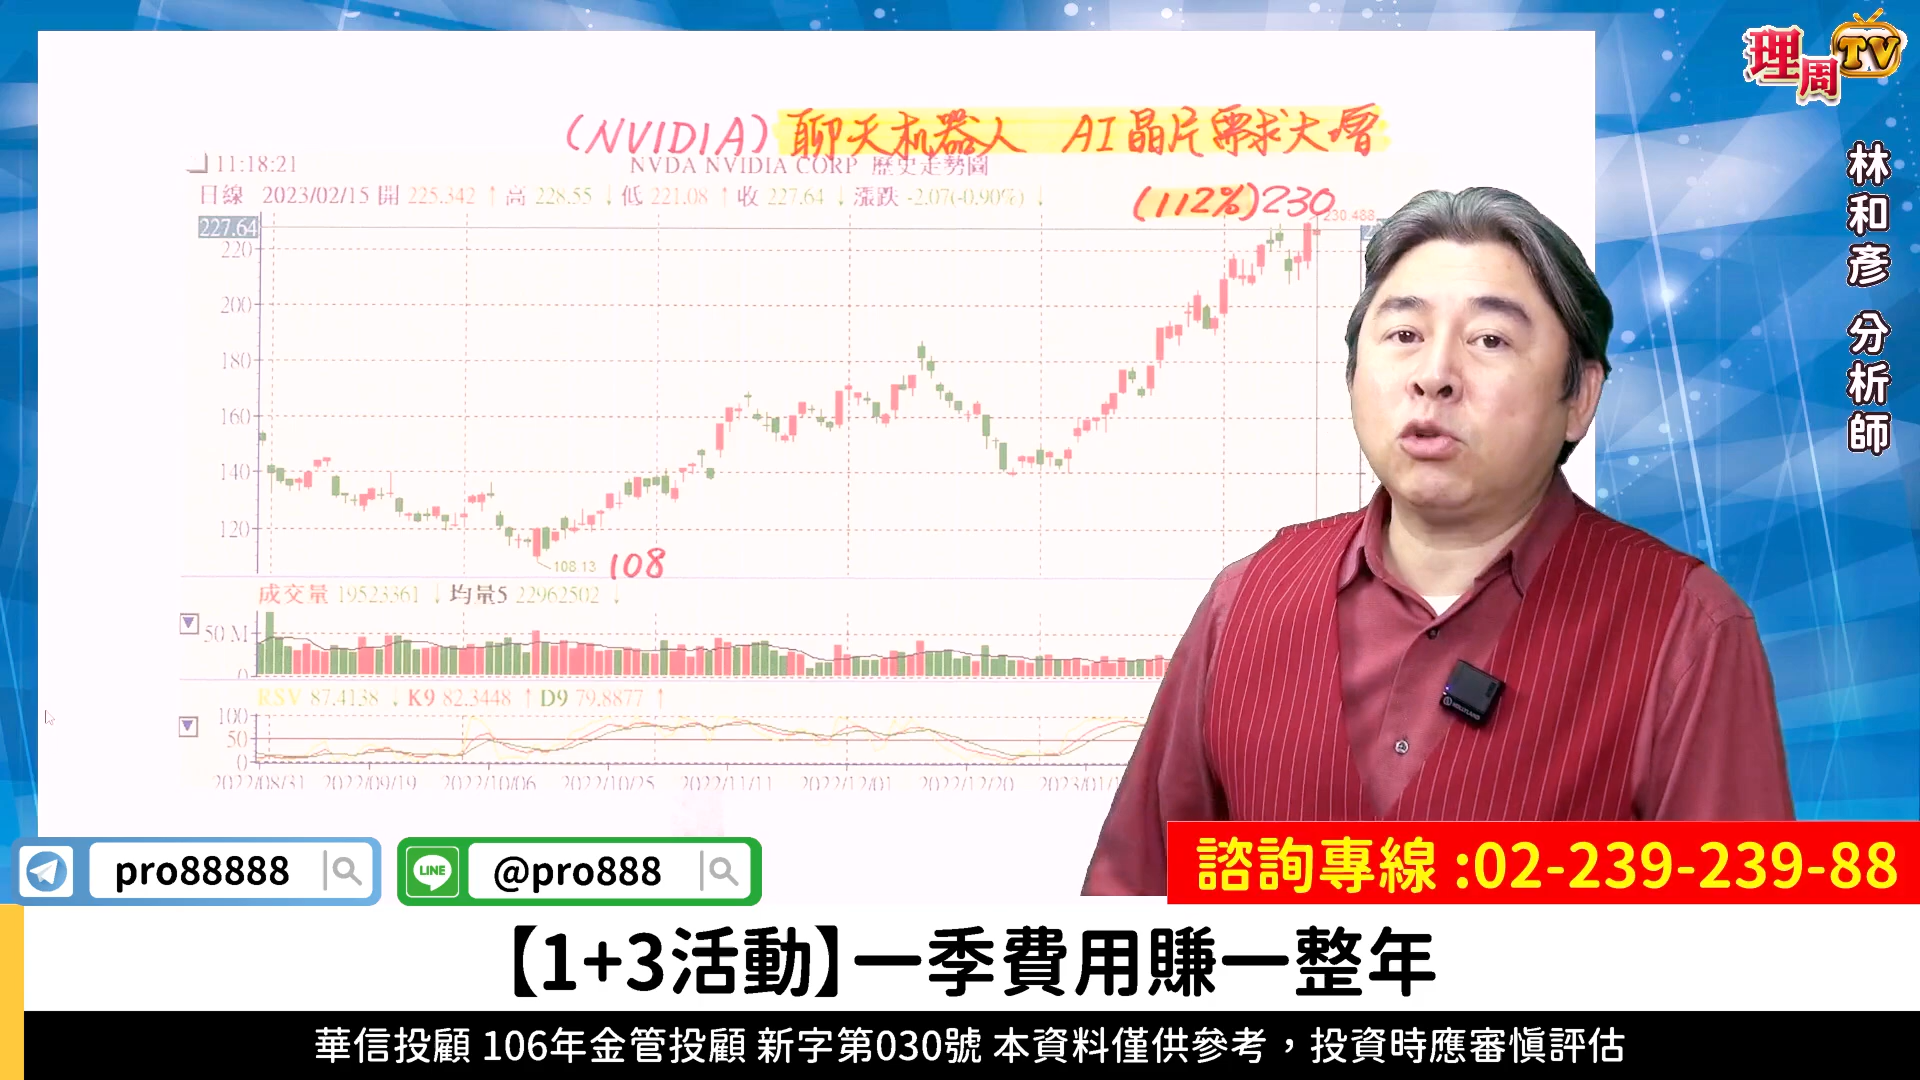 理周TV
林和彥 分析師
(NVIDIA) 聊天机器人 AI晶片需求大增
11:18:21
NVDA NVIDIA CORP 歷史走勢圖
日線 2023/02/15 開 225.342 ↑ 高 228.55 ↓ 低 221.08 ↑ 收 227.64 ↓ 漲跌 -2.07(-0.90%) ↓
(112%)230
230.488
227.64
220
200
180
160
140
120
108.13
108
成交量 19523361 ↓ 均量5 22962502 ↓
50 M
0
RSV 87.4138 ↓ K9 82.3448 ↑ D9 79.8877 ↑
100
50
0
2022/08/31 2022/09/19 2022/10/06 2022/10/25 2022/11/11 2022/12/01 2022/12/20 2023/01/1
pro88888
LINE
@pro888
諮詢專線 :02-239-239-88
【1+3活動】一季費用賺一整年
華信投顧 106年金管投顧 新字第030號 本資料僅供參考，投資時應審慎評估